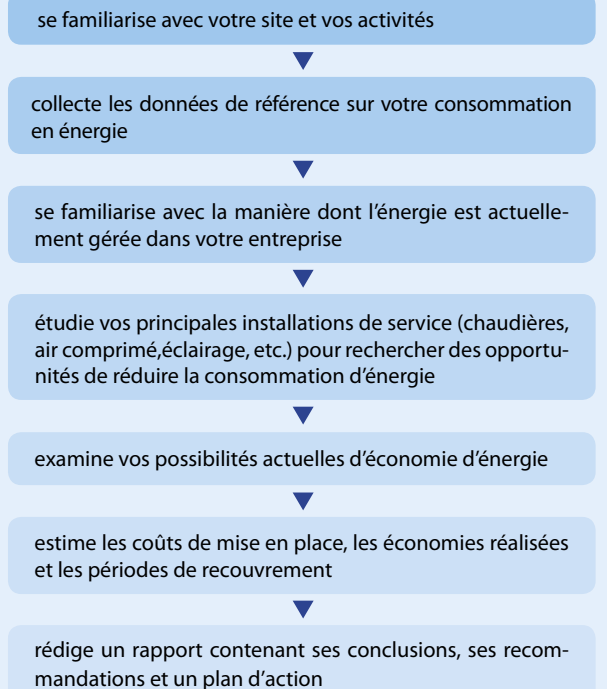 se familiarise avec votre site et vos activités
collecte les données de référence sur votre consommation
en énergie
se familiarise avec la manière dont l’énergie est actuelle-
ment gérée dans votre entreprise
étudie vos principales installations de service (chaudières,
air comprimé,éclairage, etc.) pour rechercher des opportu-
nités de réduire la consommation d’énergie
examine vos possibilités actuelles d’économie d’énergie
estime les coûts de mise en place, les économies réalisées
et les périodes de recouvrement
rédige un rapport contenant ses conclusions, ses recom-
mandations et un plan d’action